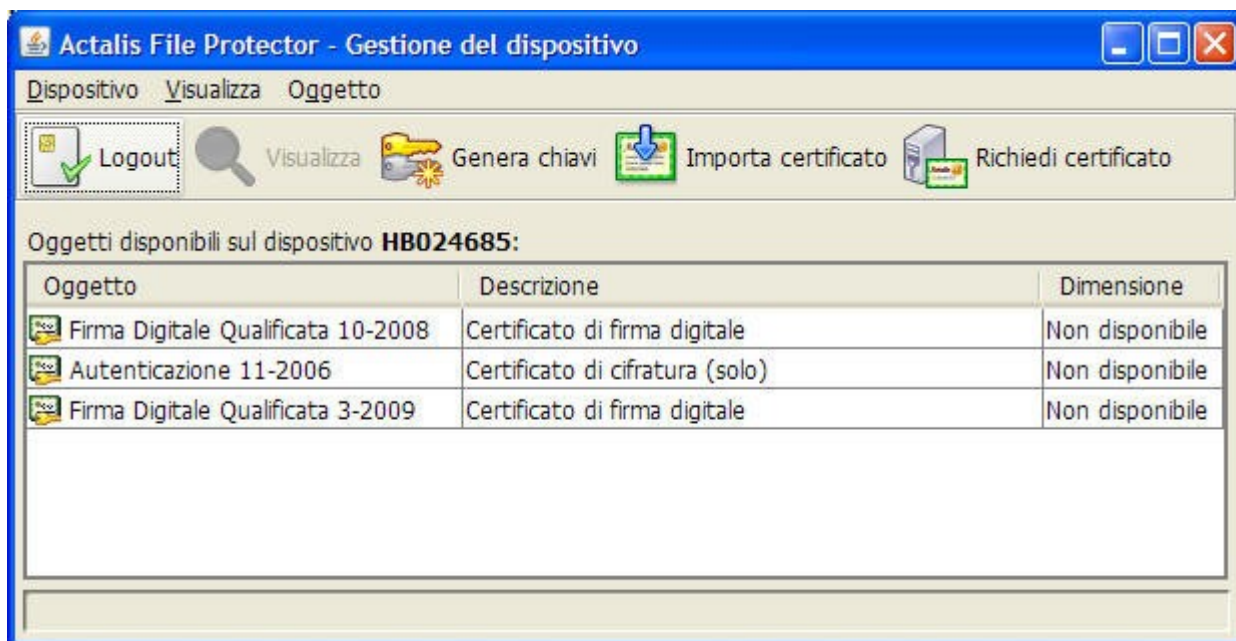 Actalis File Protector - Gestione del dispositivo
Dispositivo Visualizza Oggetto
Logout Visualizza Genera chiavi Importa certificato Richiedi certificato
Oggetti disponibili sul dispositivo HB024685:
Oggetto Descrizione Dimensione
Firma Digitale Qualificata 10-2008 Certificato di firma digitale Non disponibile
Autenticazione 11-2006 Certificato di cifratura (solo) Non disponibile
Firma Digitale Qualificata 3-2009 Certificato di firma digitale Non disponibile